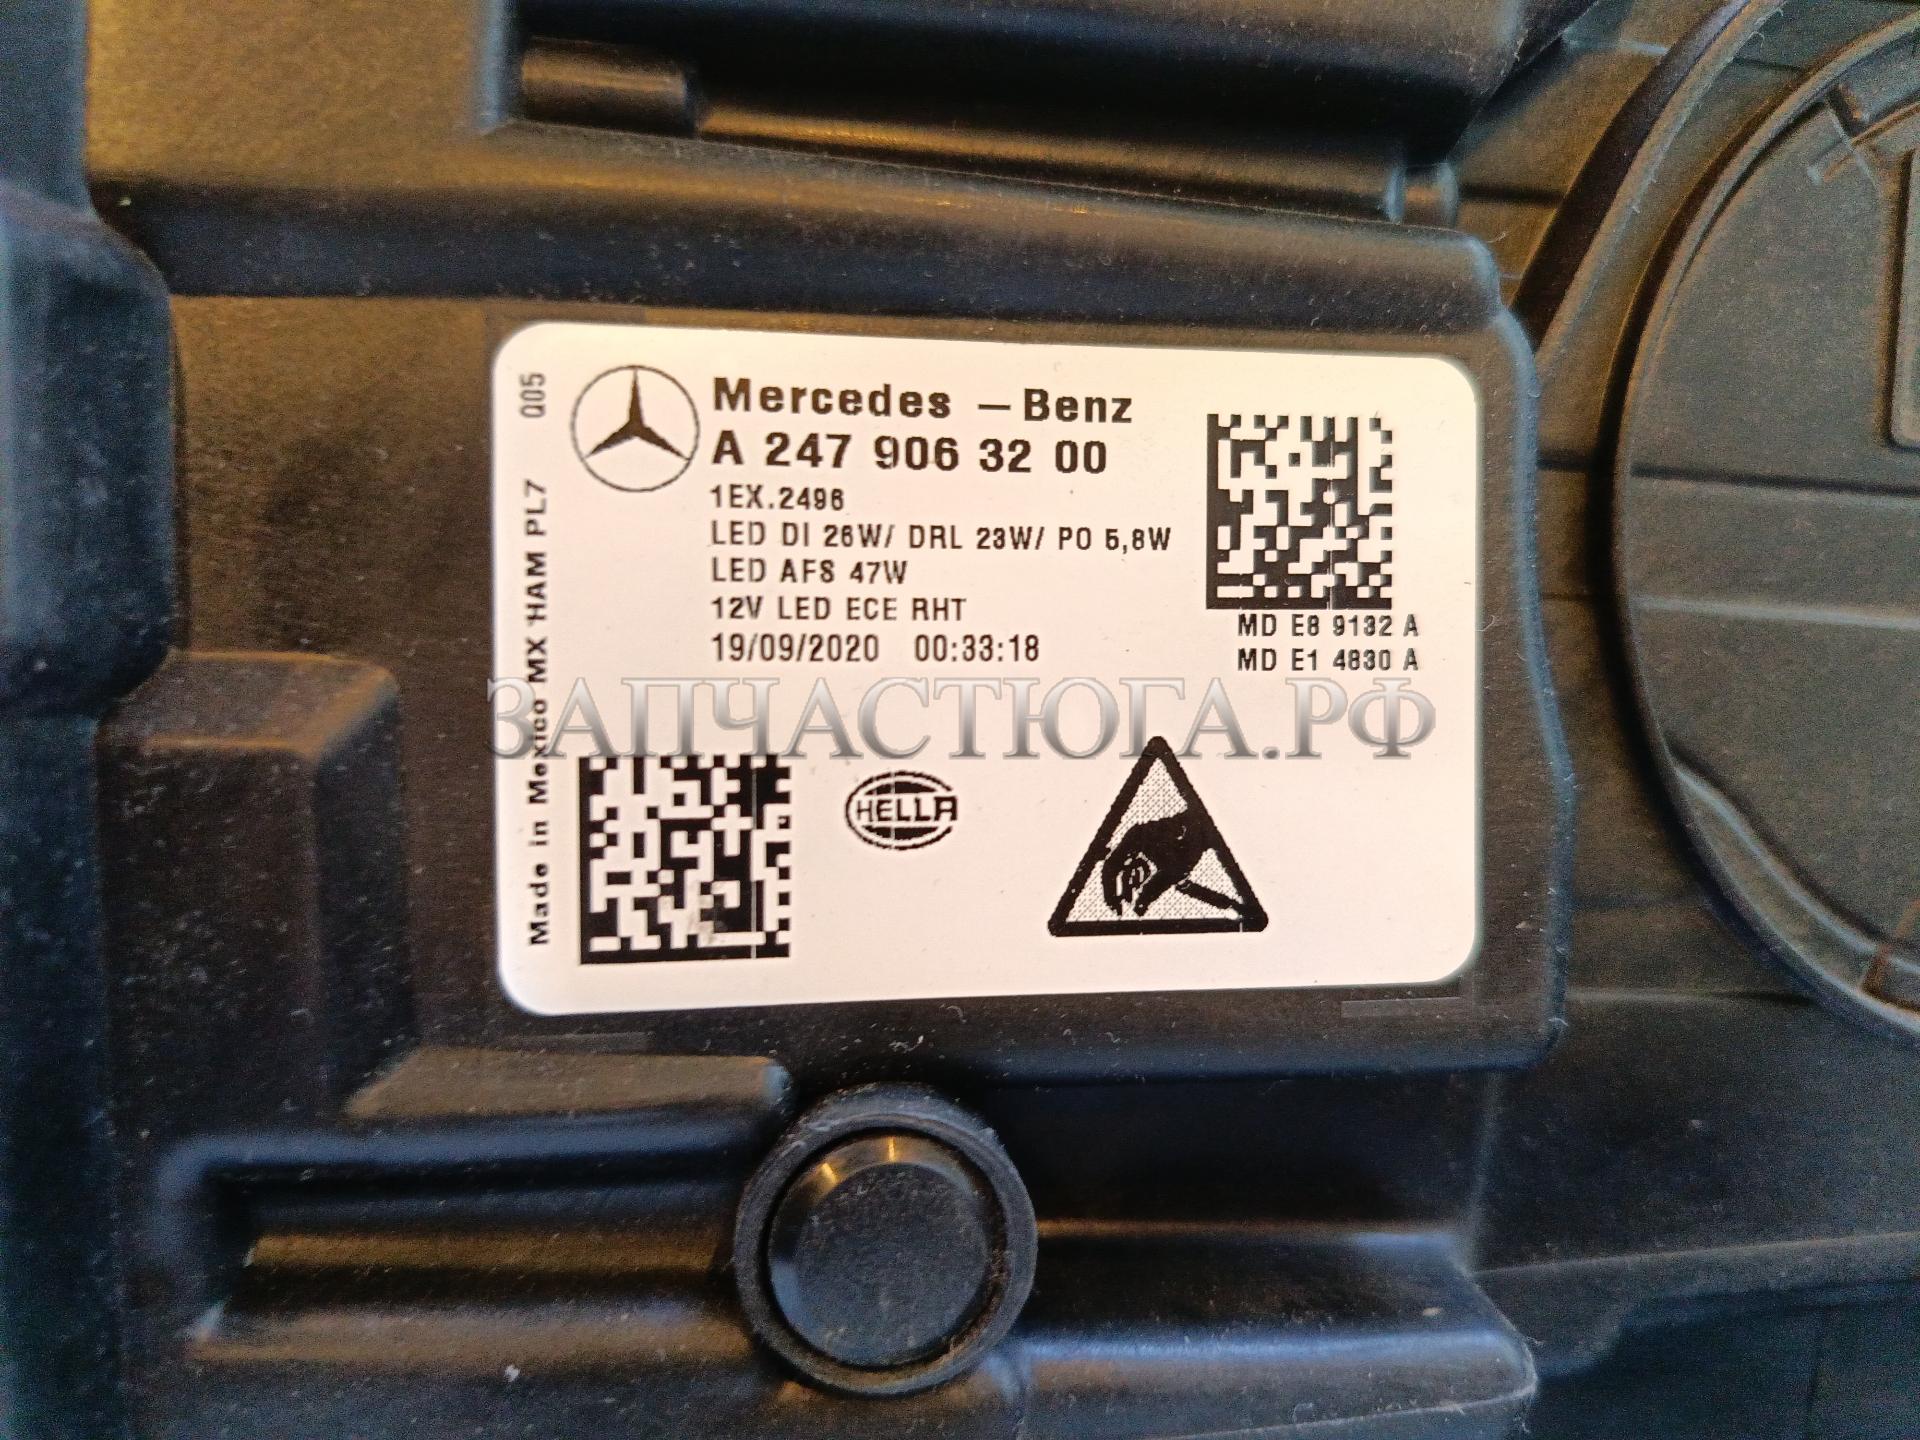 Mercedes - Benz
A 247 906 32 00
1EX.2496
LED DI 26W/ DRL 23W/ PO 5,8W
LED AFS 47W
12V LED ECE RHT
19/09/2020 00:33:18
MD E8 9132 A
MD E1 4830 A
Made in Mexico MX HAM PL7 Q05
ЗАПЧАСТЮГА.РФ
HELLA